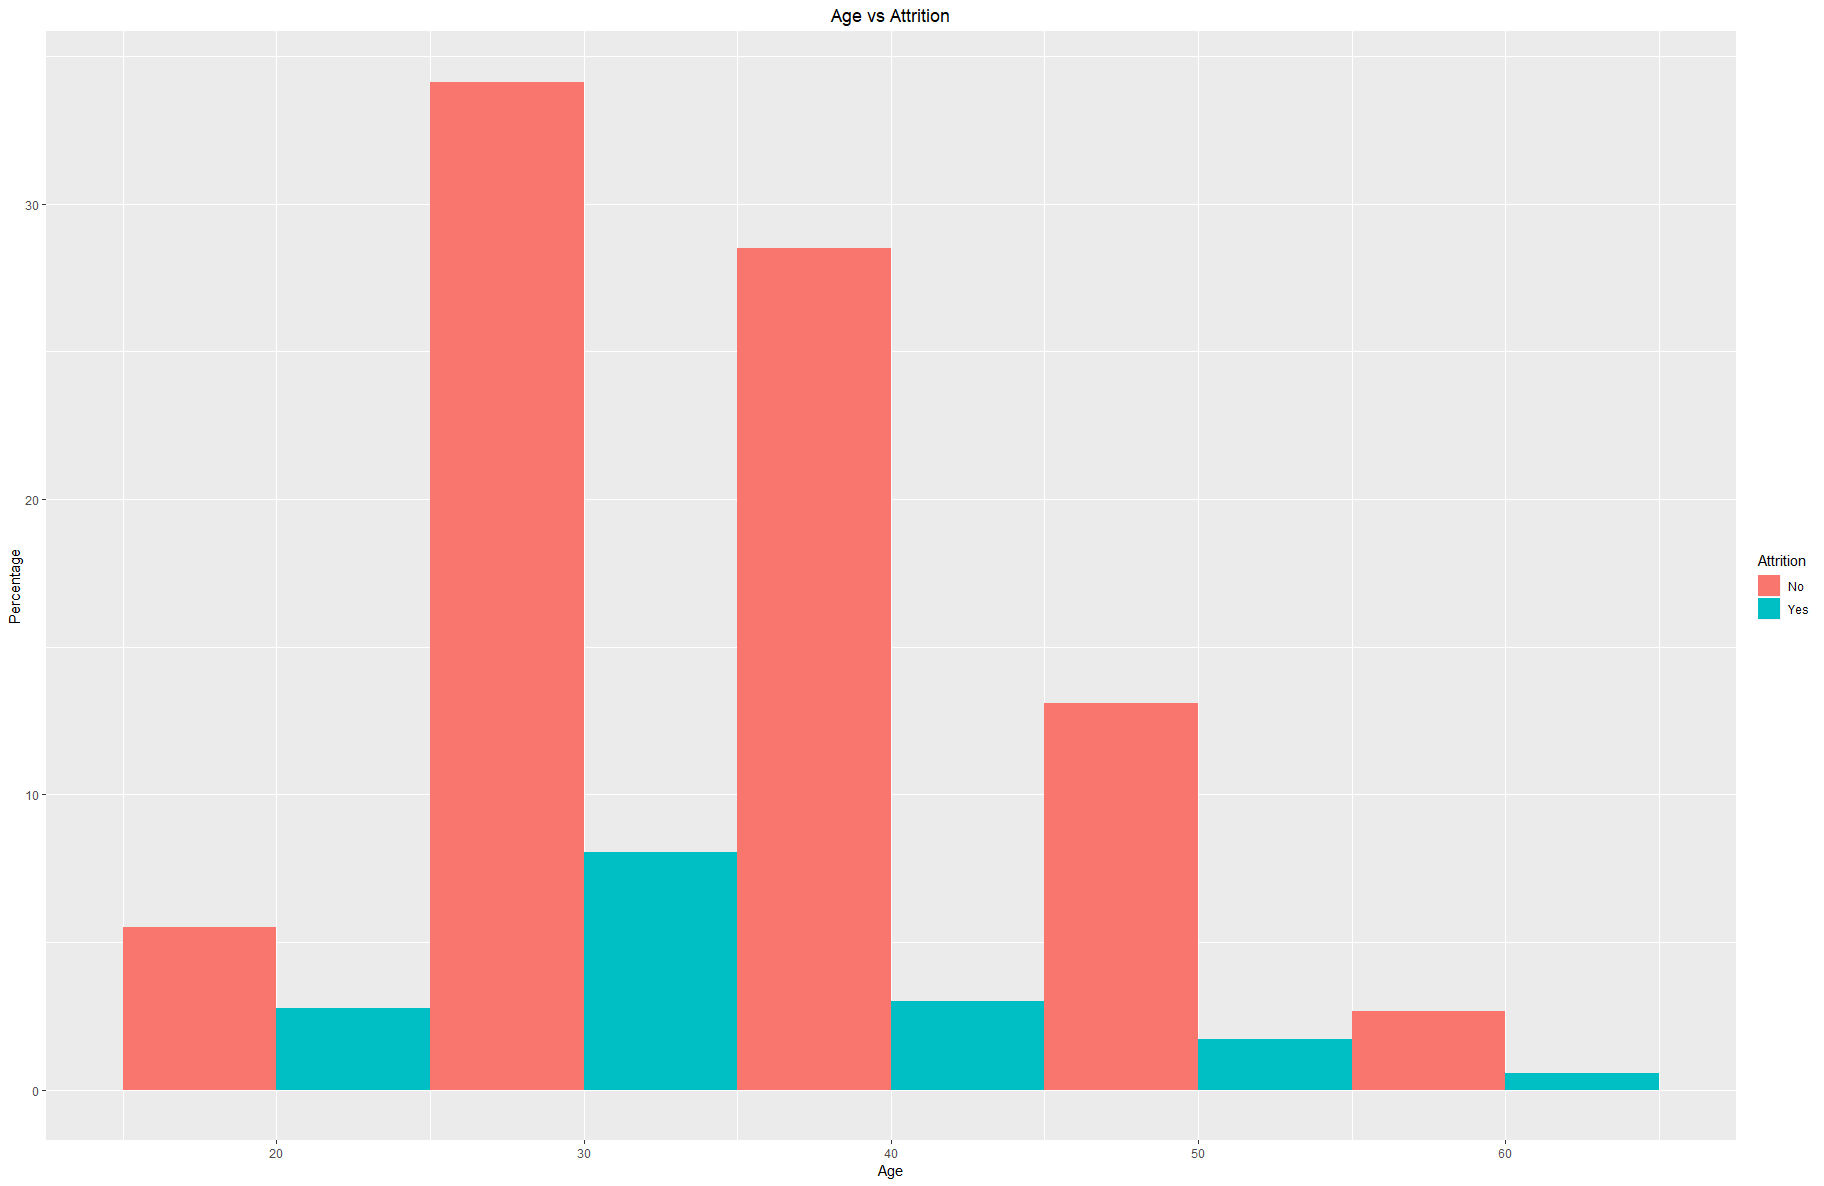 Age vs Attrition
Percentage
30
20
10
0
20 30 40 50 60
Age
Attrition
No
Yes